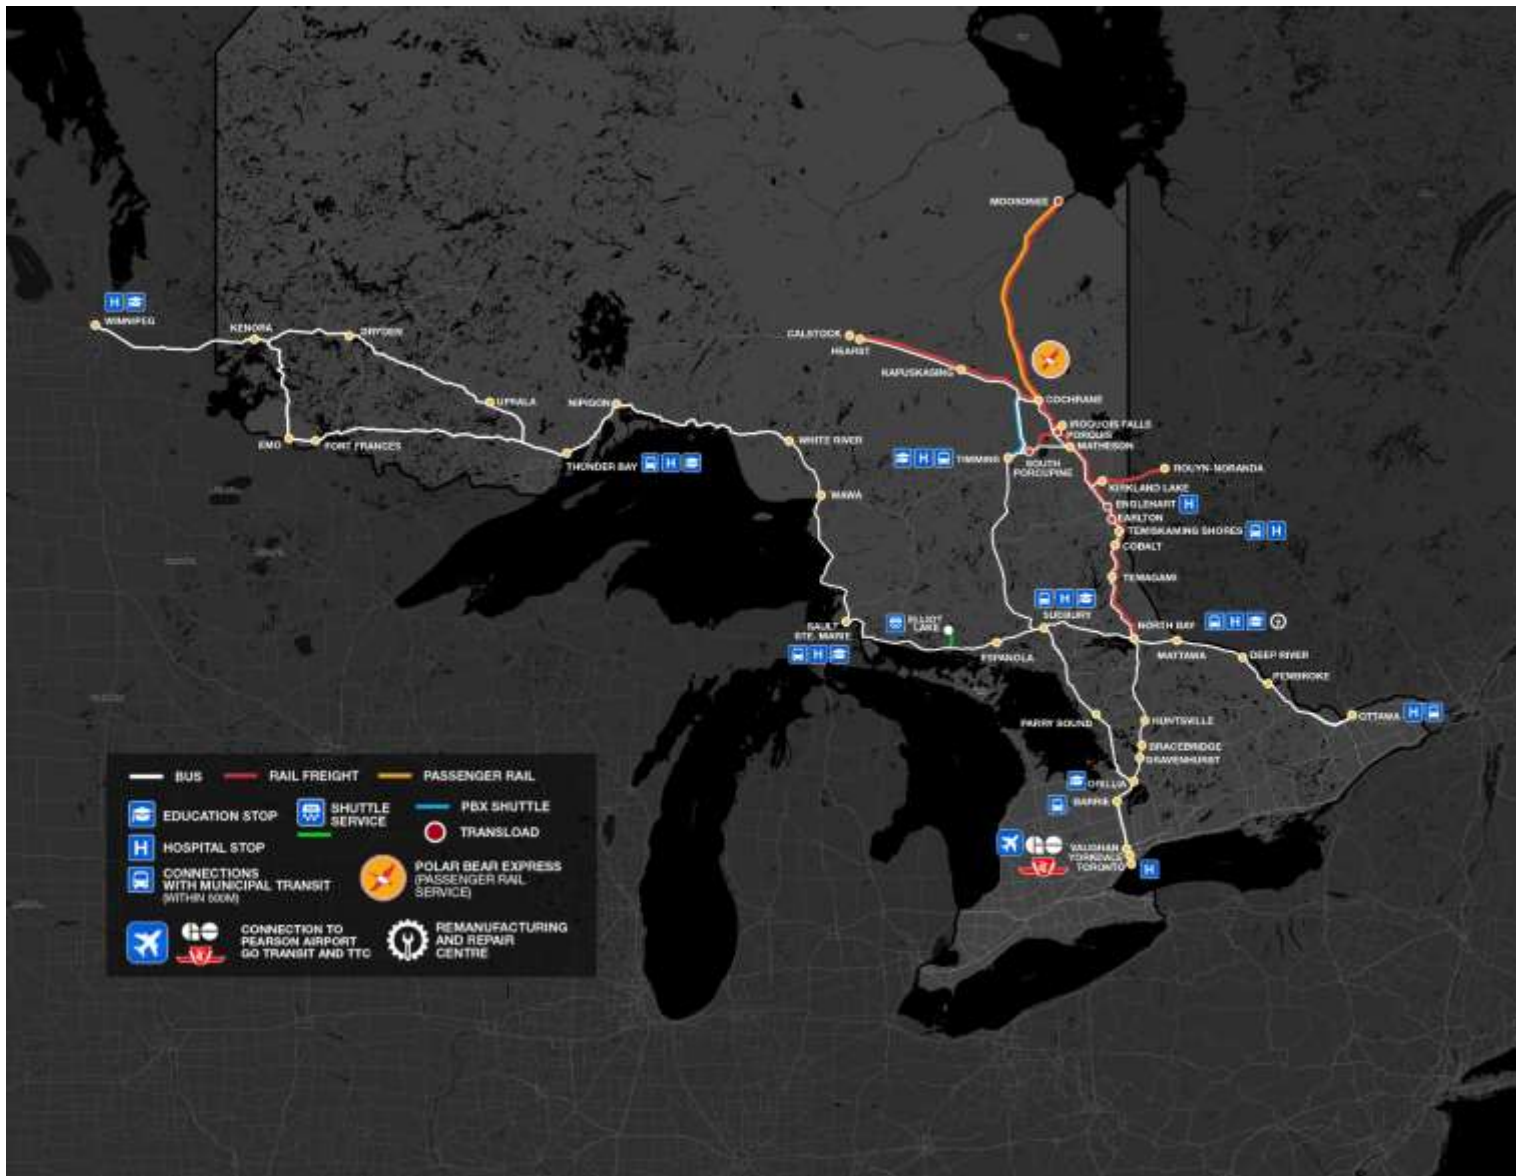 MOOSONEE
WINNIPEG
KENORA
DRYDEN
CALSTOCK
HEARST
KAPUSKASING
COCHRANE
UPSALA
NIPIGON
IROQUOIS FALLS
PORQUIS
MATHESON
EMO
FORT FRANCES
WHITE RIVER
THUNDER BAY
TIMMINS
SOUTH
PORCUPINE
ROUYN-NORANDA
KIRKLAND LAKE
WAWA
ENGLEHART
EARLTON
TEMISKAMING SHORES
COBALT
TEMAGAMI
SAULT
STE. MARIE
ELLIOT
LAKE
SUDBURY
NORTH BAY
ESPANOLA
MATTAWA
DEEP RIVER
PEMBROKE
PARRY SOUND
HUNTSVILLE
OTTAWA
BRACEBRIDGE
GRAVENHURST
ORILLIA
BARRIE
VAUGHAN
YORKDALE
TORONTO
BUS
RAIL FREIGHT
PASSENGER RAIL
EDUCATION STOP
SHUTTLE
SERVICE
PBX SHUTTLE
TRANSLOAD
H HOSPITAL STOP
CONNECTIONS
WITH MUNICIPAL TRANSIT
(WITHIN 500M)
POLAR BEAR EXPRESS
(PASSENGER RAIL
SERVICE)
CONNECTION TO
PEARSON AIRPORT
GO TRANSIT AND TTC
REMANUFACTURING
AND REPAIR
CENTRE